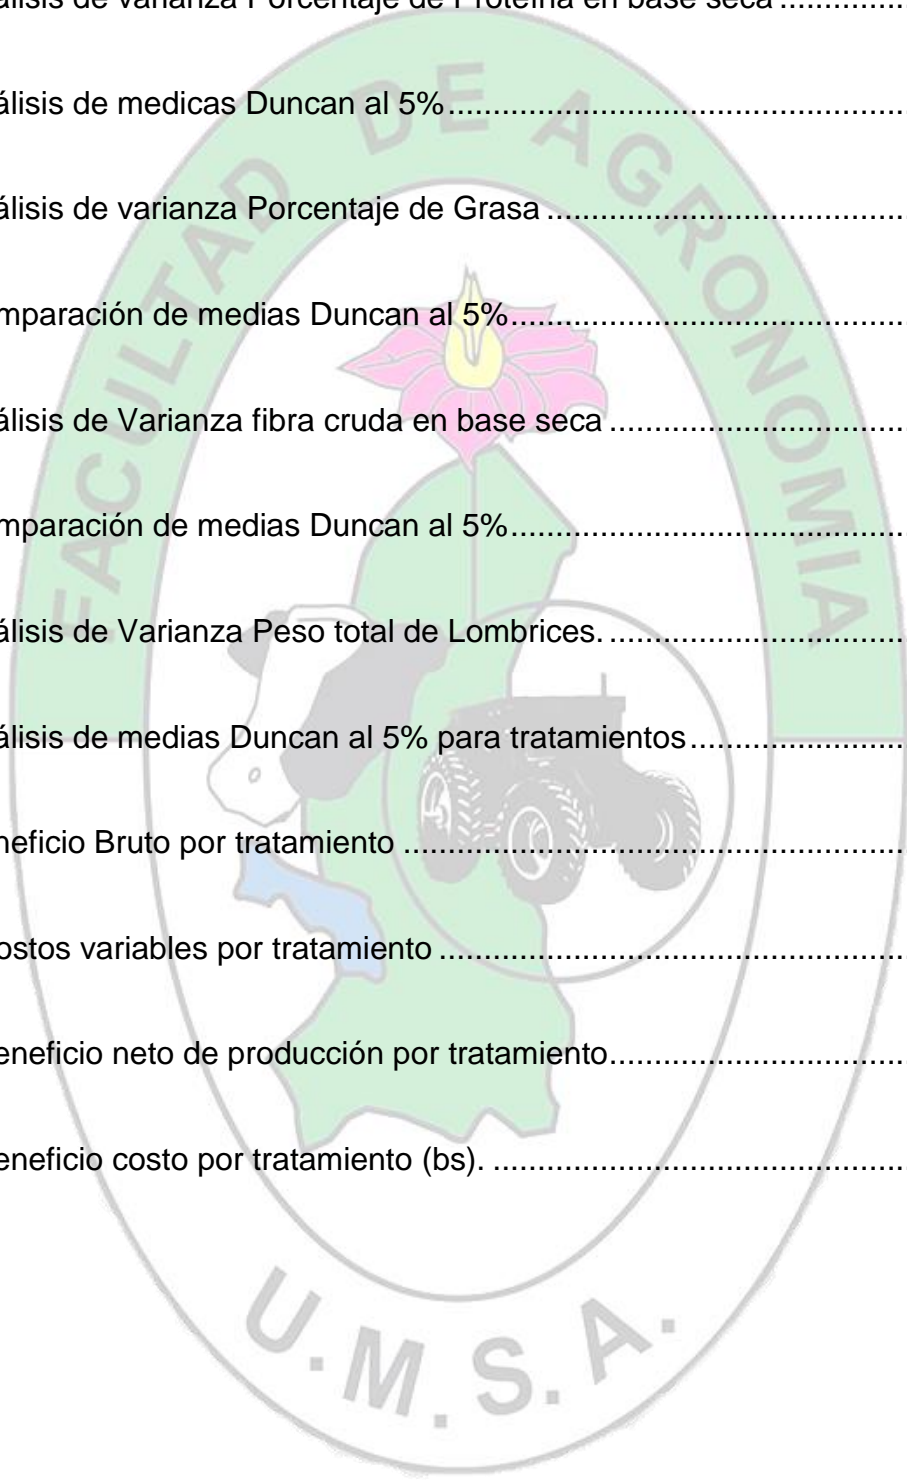 álisis de varianza Porcentaje de Proteína en base seca ................
álisis de medicas Duncan al 5% .....................................................
álisis de varianza Porcentaje de Grasa ..........................................
mparación de medias Duncan al 5%..............................................
álisis de Varianza fibra cruda en base seca ...................................
mparación de medias Duncan al 5%..............................................
álisis de Varianza Peso total de Lombrices. ...................................
álisis de medias Duncan al 5% para tratamientos .........................
neficio Bruto por tratamiento ..........................................................
ostos variables por tratamiento ......................................................
eneficio neto de producción por tratamiento..................................
eneficio costo por tratamiento (bs). ................................................
FACULTAD DE AGRONOMIA
U.M.S.A.